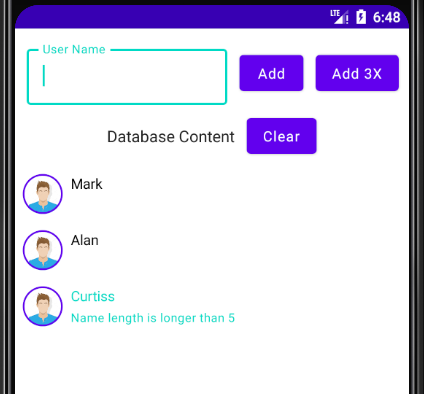 LTE 6:48
User Name
Add Add 3X
Database Content Clear
Mark
Alan
Curtiss
Name length is longer than 5